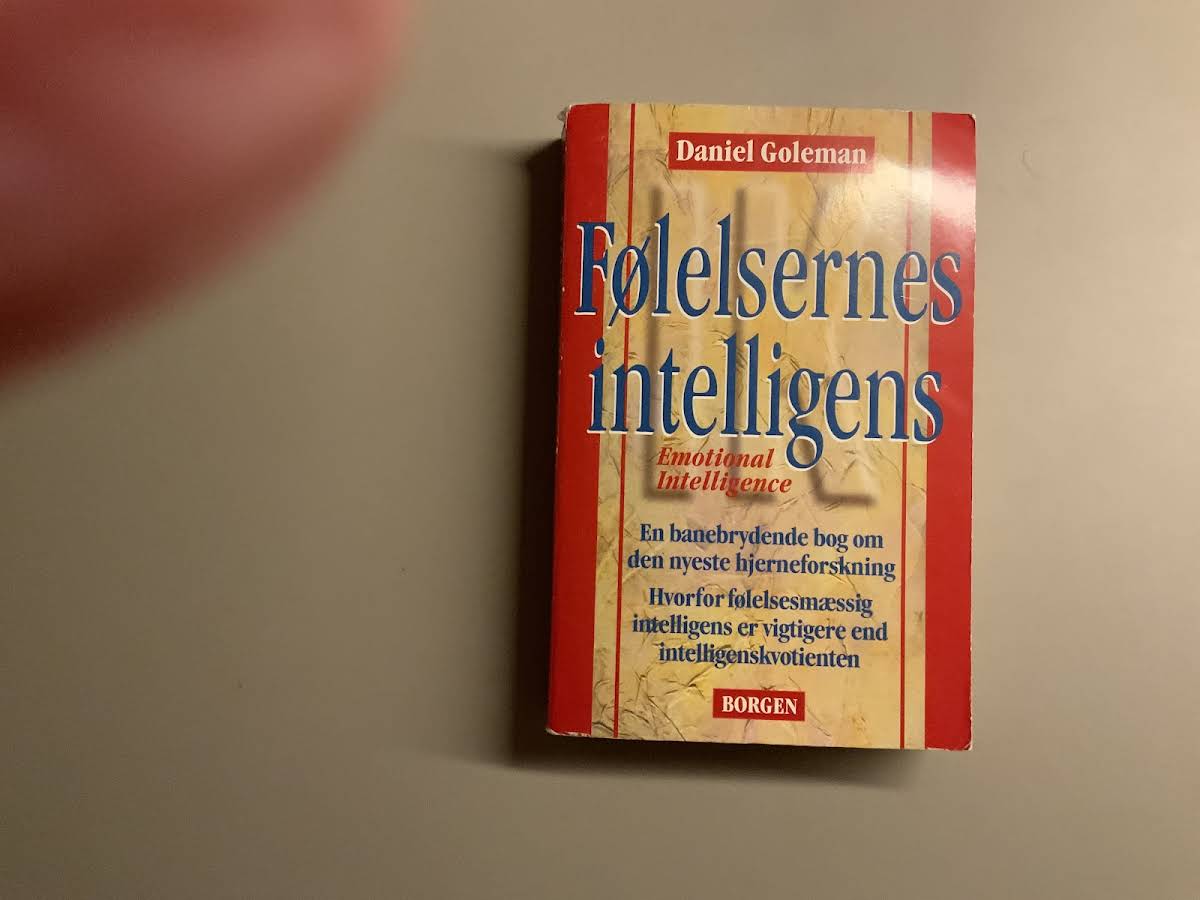 Daniel Goleman
Følelsernes
intelligens
Emotional
Intelligence
En banebrydende bog om
den nyeste hjerneforskning
Hvorfor følelsesmæssig
intelligens er vigtigere end
intelligenskvotienten
BORGEN